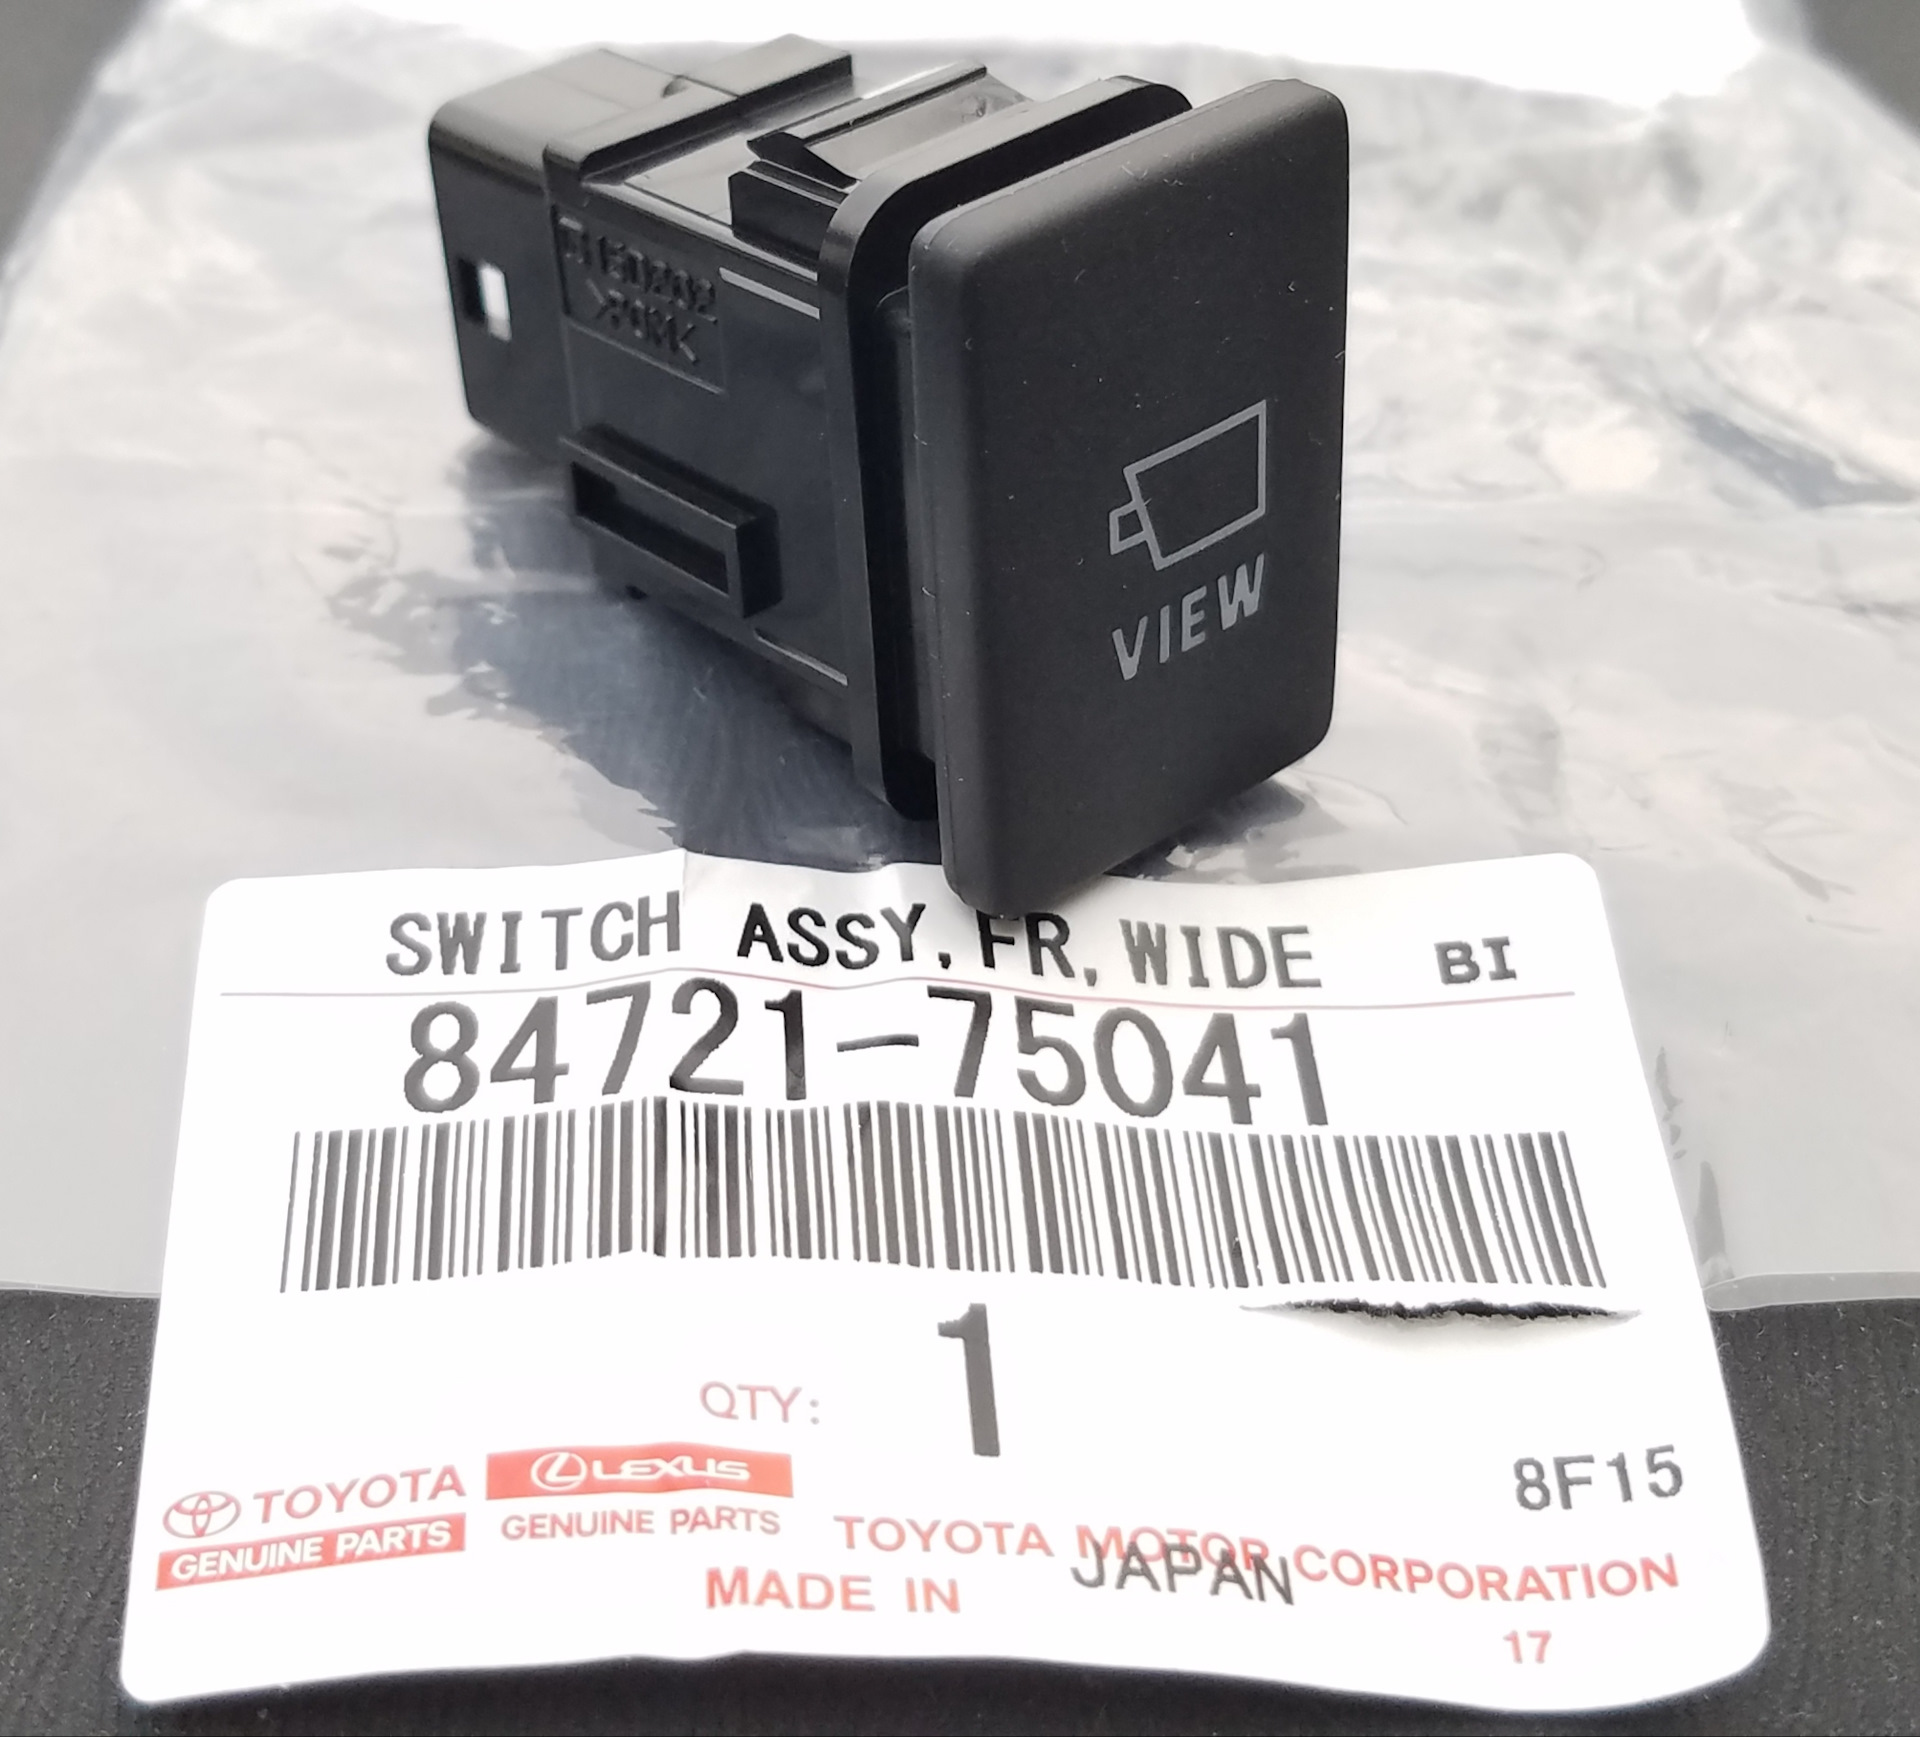 VIEW
SWITCH ASSY, FR, WIDE BI
84721-75041
1
QTY:
8F15
TOYOTA
GENUINE PARTS
LEXUS
GENUINE PARTS
TOYOTA MOTOR CORPORATION
MADE IN JAPAN
17